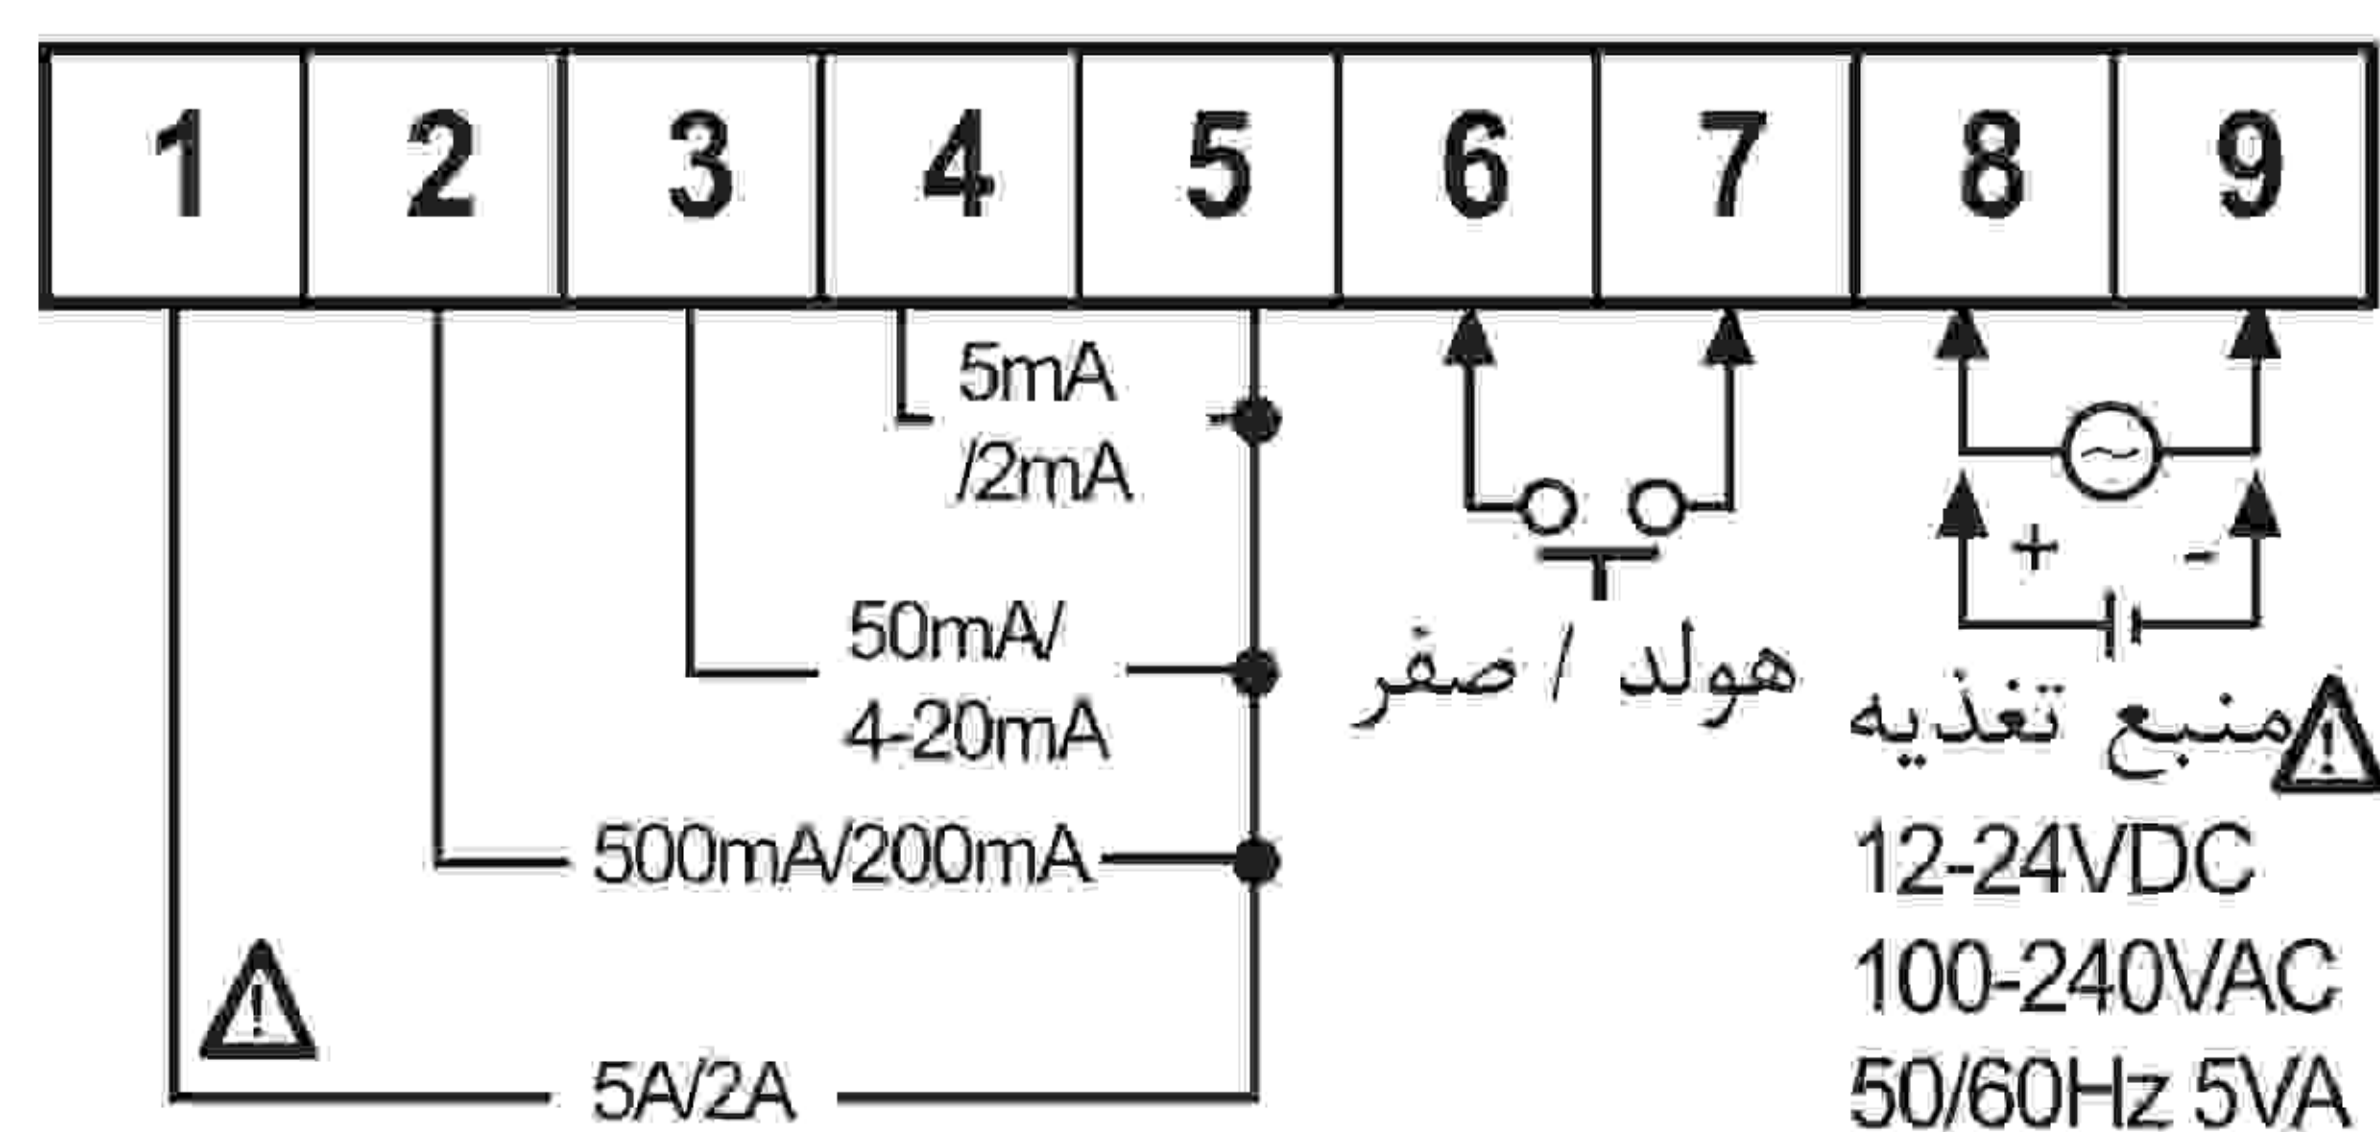 1 2 3 4 5 6 7 8 9
5mA
/2mA
50mA/
4-20mA
500mA/200mA
5A/2A
هولد / صفر
+ -
منبع تغذیه
12-24VDC
100-240VAC
50/60Hz 5VA